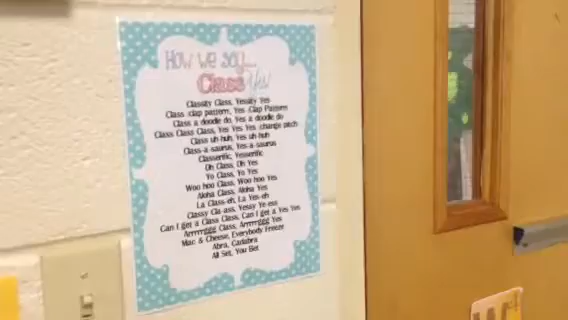 How we say...
Class Yes!
Classity Class, Yessity Yes
Class clap pattern, Yes Clap Pattern
Class a doodle do, Yes a doodle do
Class Class Class, Yes Yes Yes change pitch
Class uh-huh, Yes uh-huh
Class-a-saurus, Yes-a-saurus
Classerific, Yesserific
Oh Class, Oh Yes
Yo Class, Yo Yes
Woo hoo Class, Woo hoo Yes
Aloha Class, Aloha Yes
La Class-eh, La Yes-eh
Classy Cla-ass, Yessy Ye-ess
Can I get a Class Class, Can I get a Yes Yes
Arrrrrggg Class, Arrrrggg Yes
Mac & Cheese, Everybody Freeze
Abra, Cadabra
All Set, You Bet